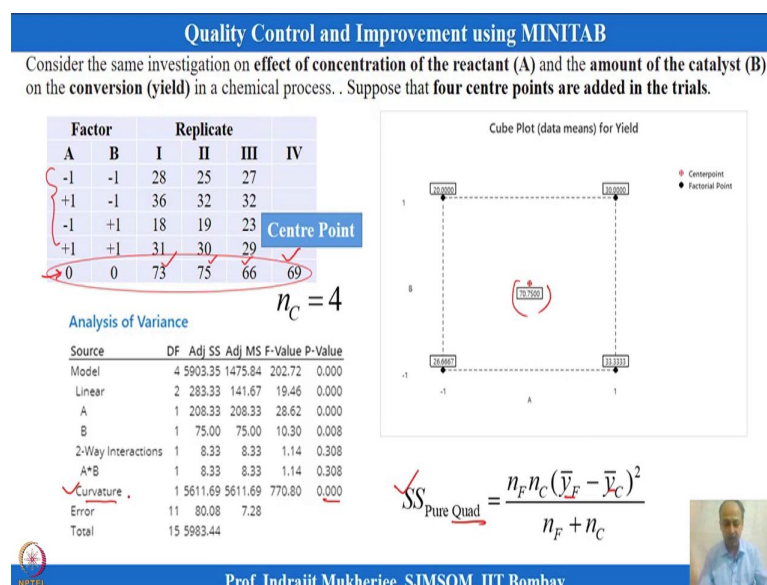 Quality Control and Improvement using MINITAB
Consider the same investigation on effect of concentration of the reactant (A) and the amount of the catalyst (B)
on the conversion (yield) in a chemical process. . Suppose that four centre points are added in the trials.
Factor Replicate
A B I II III IV
-1 -1 28 25 27
+1 -1 36 32 32
-1 +1 18 19 23
+1 +1 31 30 29
0 0 73 75 66 69
Centre Point
n_C = 4
Analysis of Variance
Source DF Adj SS Adj MS F-Value P-Value
Model 4 5903.35 1475.84 202.72 0.000
Linear 2 283.33 141.67 19.46 0.000
A 1 208.33 208.33 28.62 0.000
B 1 75.00 75.00 10.30 0.008
2-Way Interactions 1 8.33 8.33 1.14 0.308
A*B 1 8.33 8.33 1.14 0.308
Curvature 1 5611.69 5611.69 770.80 0.000
Error 11 80.08 7.28
Total 15 5983.44
Cube Plot (data means) for Yield
Centerpoint
Factorial Point
20.0000 30.0000
1
B
70.7500
26.6667 33.3333
-1
-1 1
A
SS_Pure Quad = n_F n_C (ȳ_F − ȳ_C)² / n_F + n_C
NPTEL
Prof. Indrajit Mukherjee, SJMSOM, IIT Bombay